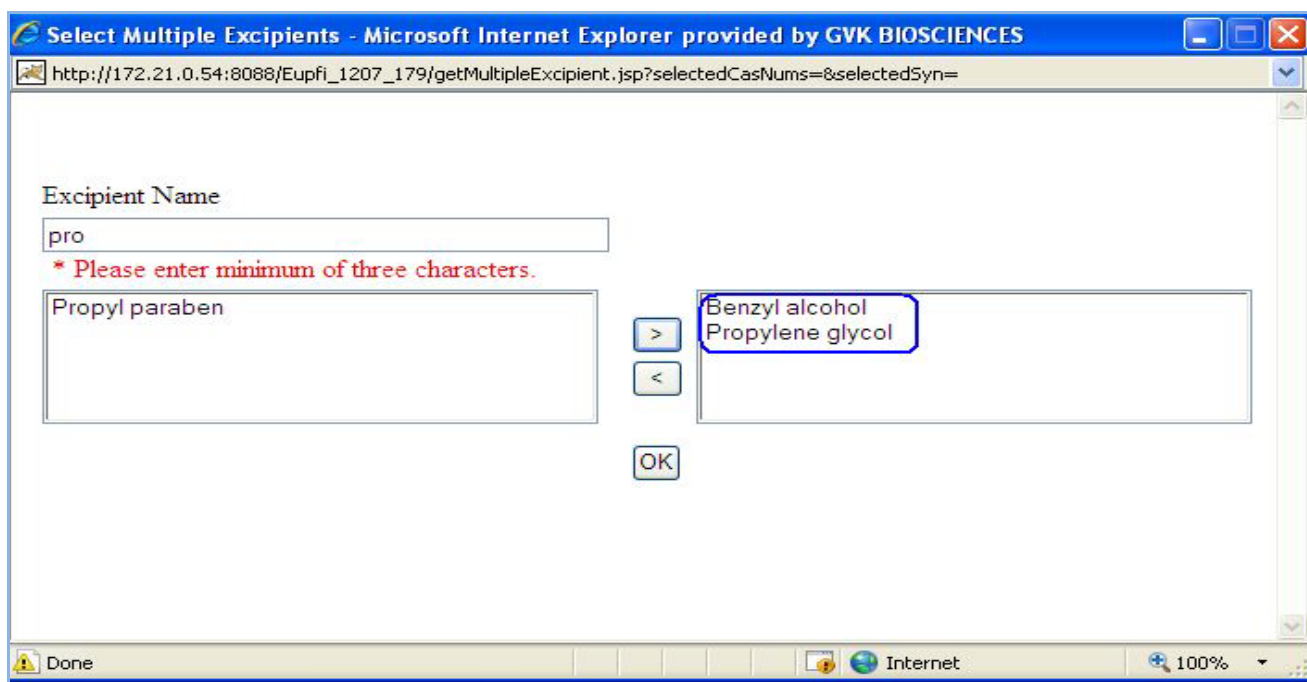 Select Multiple Excipients - Microsoft Internet Explorer provided by GVK BIOSCIENCES
http://172.21.0.54:8088/Eupfi_1207_179/getMultipleExcipient.jsp?selectedCasNums=&selectedSyn=
Excipient Name
pro
* Please enter minimum of three characters.
Propyl paraben
Benzyl alcohol
Propylene glycol
>
<
OK
Done
Internet
100%